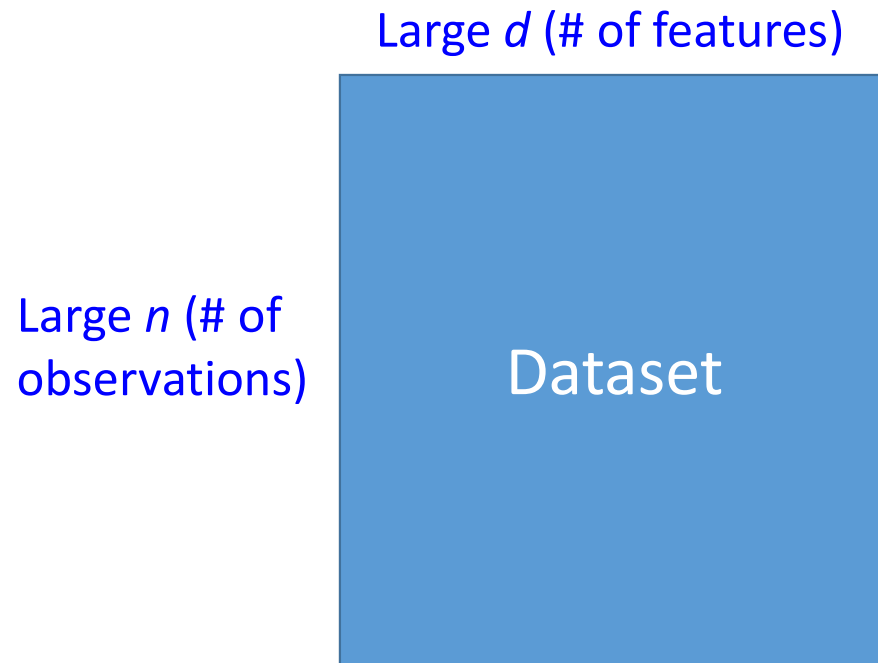 Large d (# of features)
Large n (# of
observations)
Dataset